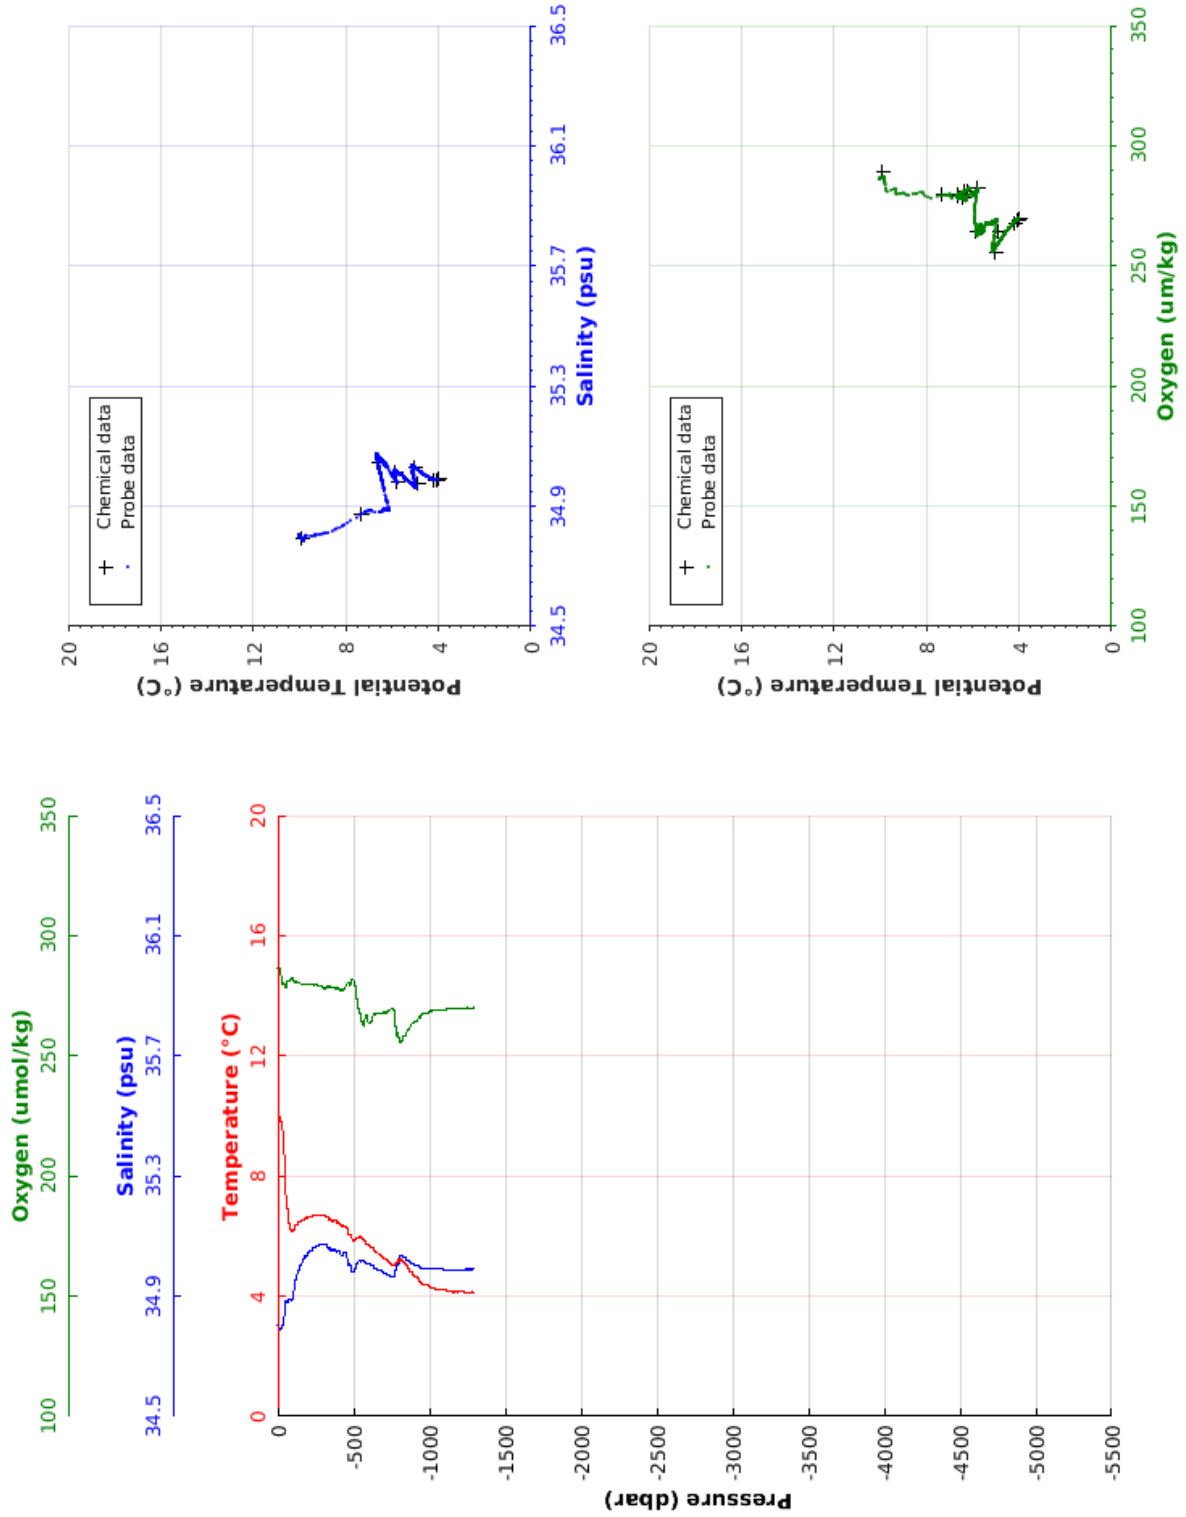 Oxygen (umol/kg)
100 150 200 250 300 350
Salinity (psu)
34.5 34.9 35.3 35.7 36.1 36.5
Temperature (°C)
0 4 8 12 16 20
0
-500
-1000
-1500
-2000
-2500
-3000
-3500
-4000
-4500
-5000
-5500
Pressure (dbar)
20
16
12
8
4
0
Potential Temperature (°C)
Chemical data
Probe data
34.5 34.9 35.3 35.7 36.1 36.5
Salinity (psu)
20
16
12
8
4
0
Potential Temperature (°C)
Chemical data
Probe data
100 150 200 250 300 350
Oxygen (um/kg)